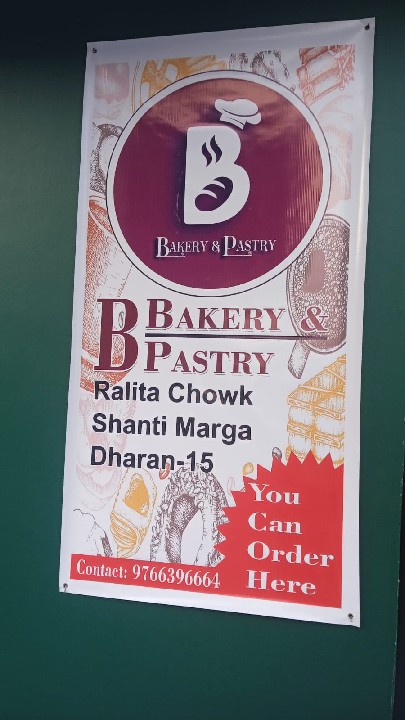 B
BAKERY & PASTRY
B BAKERY &
PASTRY
Ralita Chowk
Shanti Marga
Dharan-15
You
Can
Order
Here
Contact: 9766396664